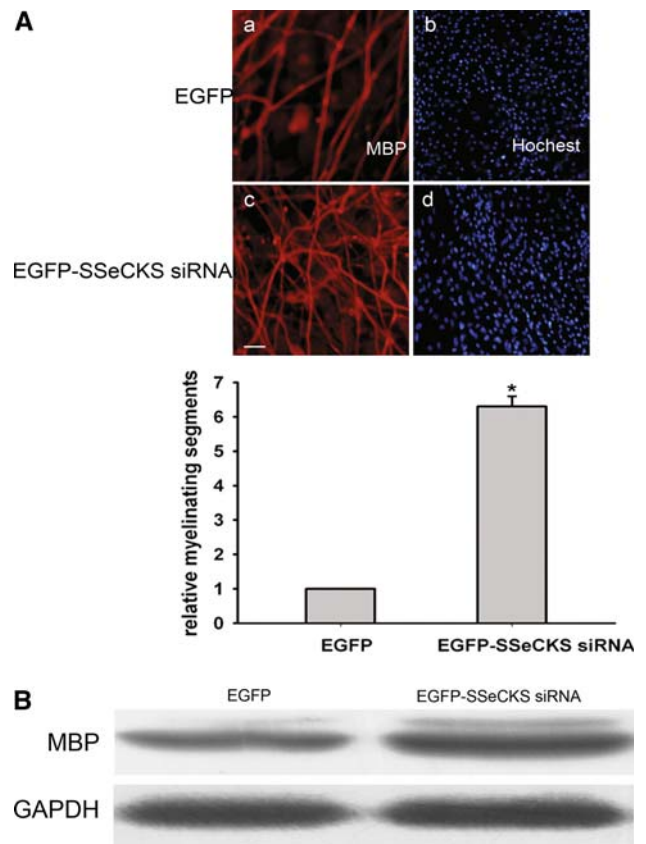 A
a
b
EGFP
MBP
Hochest
c
d
EGFP-SSeCKS siRNA
7
6
5
4
3
2
1
0
*
relative myelinating segments
EGFP
EGFP-SSeCKS siRNA
B
EGFP
EGFP-SSeCKS siRNA
MBP
GAPDH